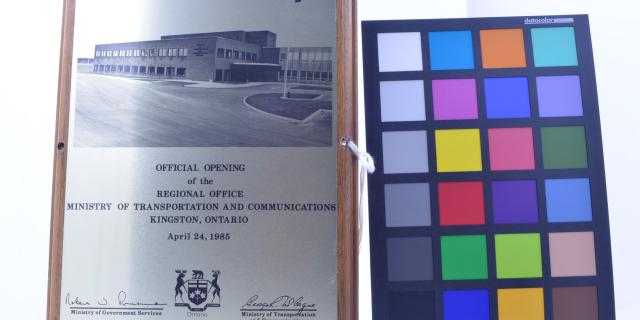 datacolor
OFFICIAL OPENING
of the
REGIONAL OFFICE
MINISTRY OF TRANSPORTATION AND COMMUNICATIONS
KINGSTON, ONTARIO
April 24, 1985
Ministry of Government Services
Ontario
Ministry of Transportation